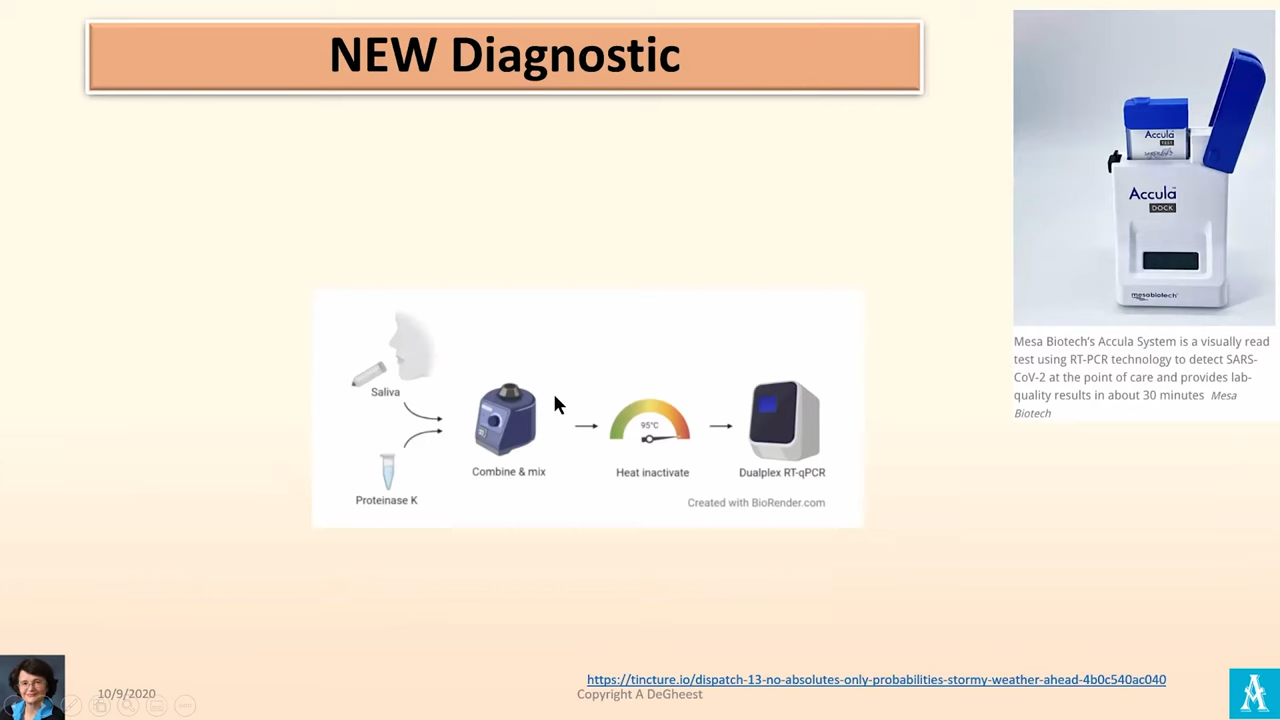 NEW Diagnostic
Accula
TEST
Accula
DOCK
mesabiotech
Mesa Biotech's Accula System is a visually read
test using RT-PCR technology to detect SARS-
CoV-2 at the point of care and provides lab-
quality results in about 30 minutes Mesa
Biotech
Saliva
95°C
Combine & mix
Heat inactivate
Dualplex RT-qPCR
Proteinase K
Created with BioRender.com
https://tincture.io/dispatch-13-no-absolutes-only-probabilities-stormy-weather-ahead-4b0c540ac040
10/9/2020
Copyright A DeGheest